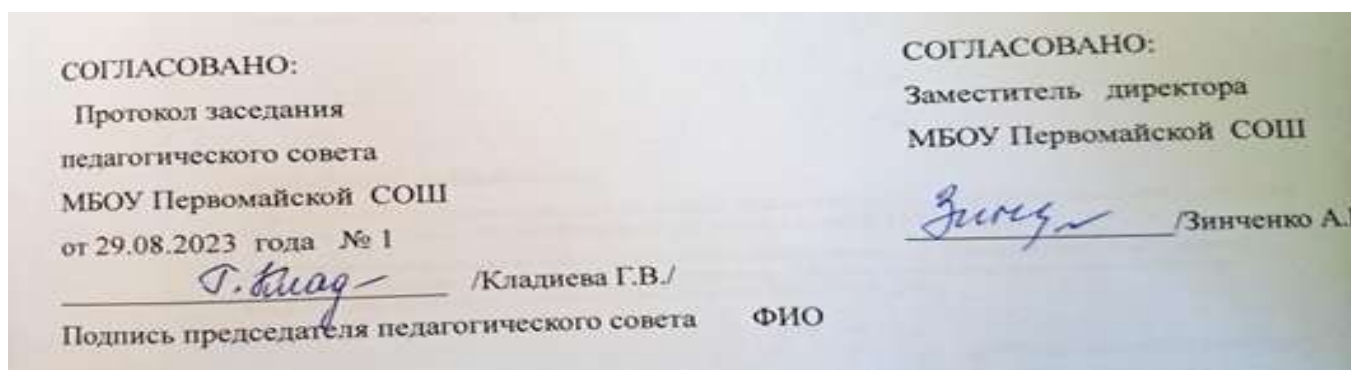 СОГЛАСОВАНО:
Протокол заседания
педагогического совета
МБОУ Первомайской СОШ
от 29.08.2023 года № 1
Г. Клад /Кладиева Г.В./
Подпись председателя педагогического совета ФИО
СОГЛАСОВАНО:
Заместитель директора
МБОУ Первомайской СОШ
/Зинченко А.